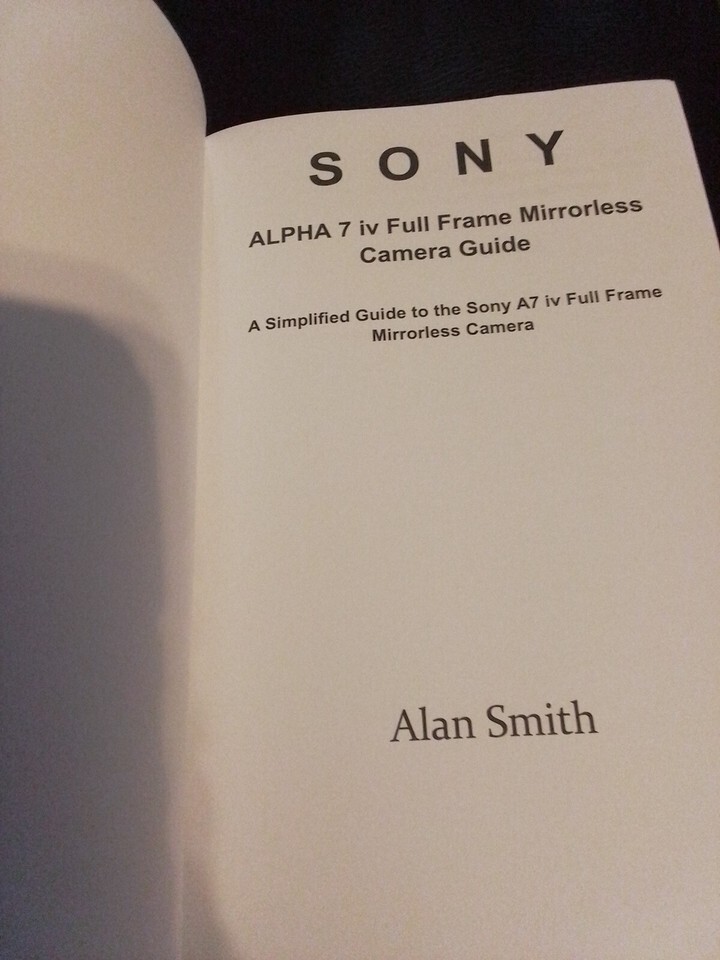 SONY
ALPHA 7 iv Full Frame Mirrorless
Camera Guide
A Simplified Guide to the Sony A7 iv Full Frame
Mirrorless Camera
Alan Smith